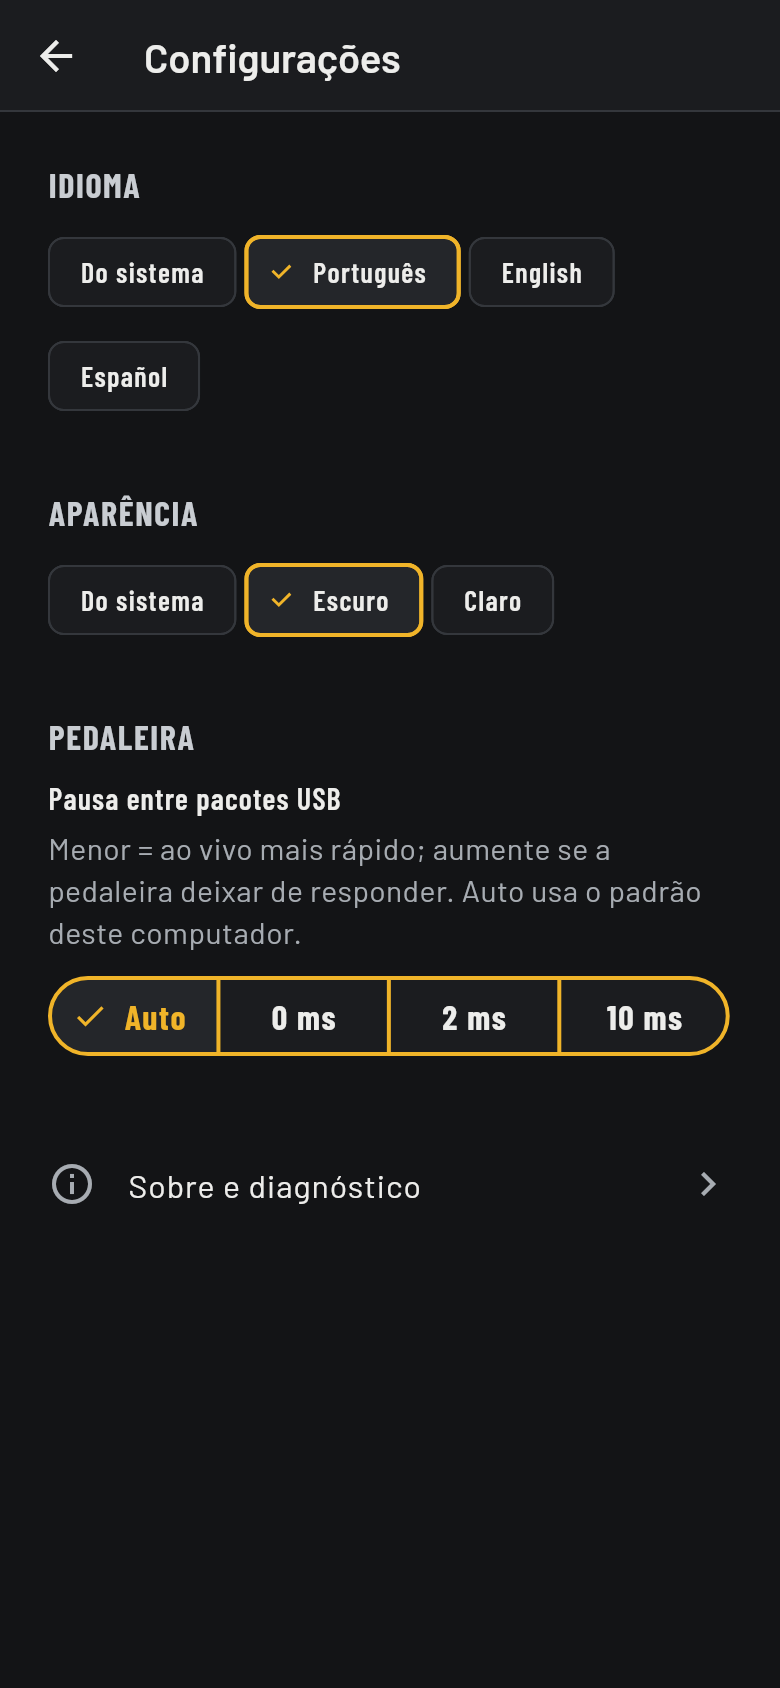 Configurações
IDIOMA
Do sistema
Português
English
Español
APARÊNCIA
Do sistema
Escuro
Claro
PEDALEIRA
Pausa entre pacotes USB
Menor = ao vivo mais rápido; aumente se a
pedaleira deixar de responder. Auto usa o padrão
deste computador.
Auto
0 ms
2 ms
10 ms
Sobre e diagnóstico